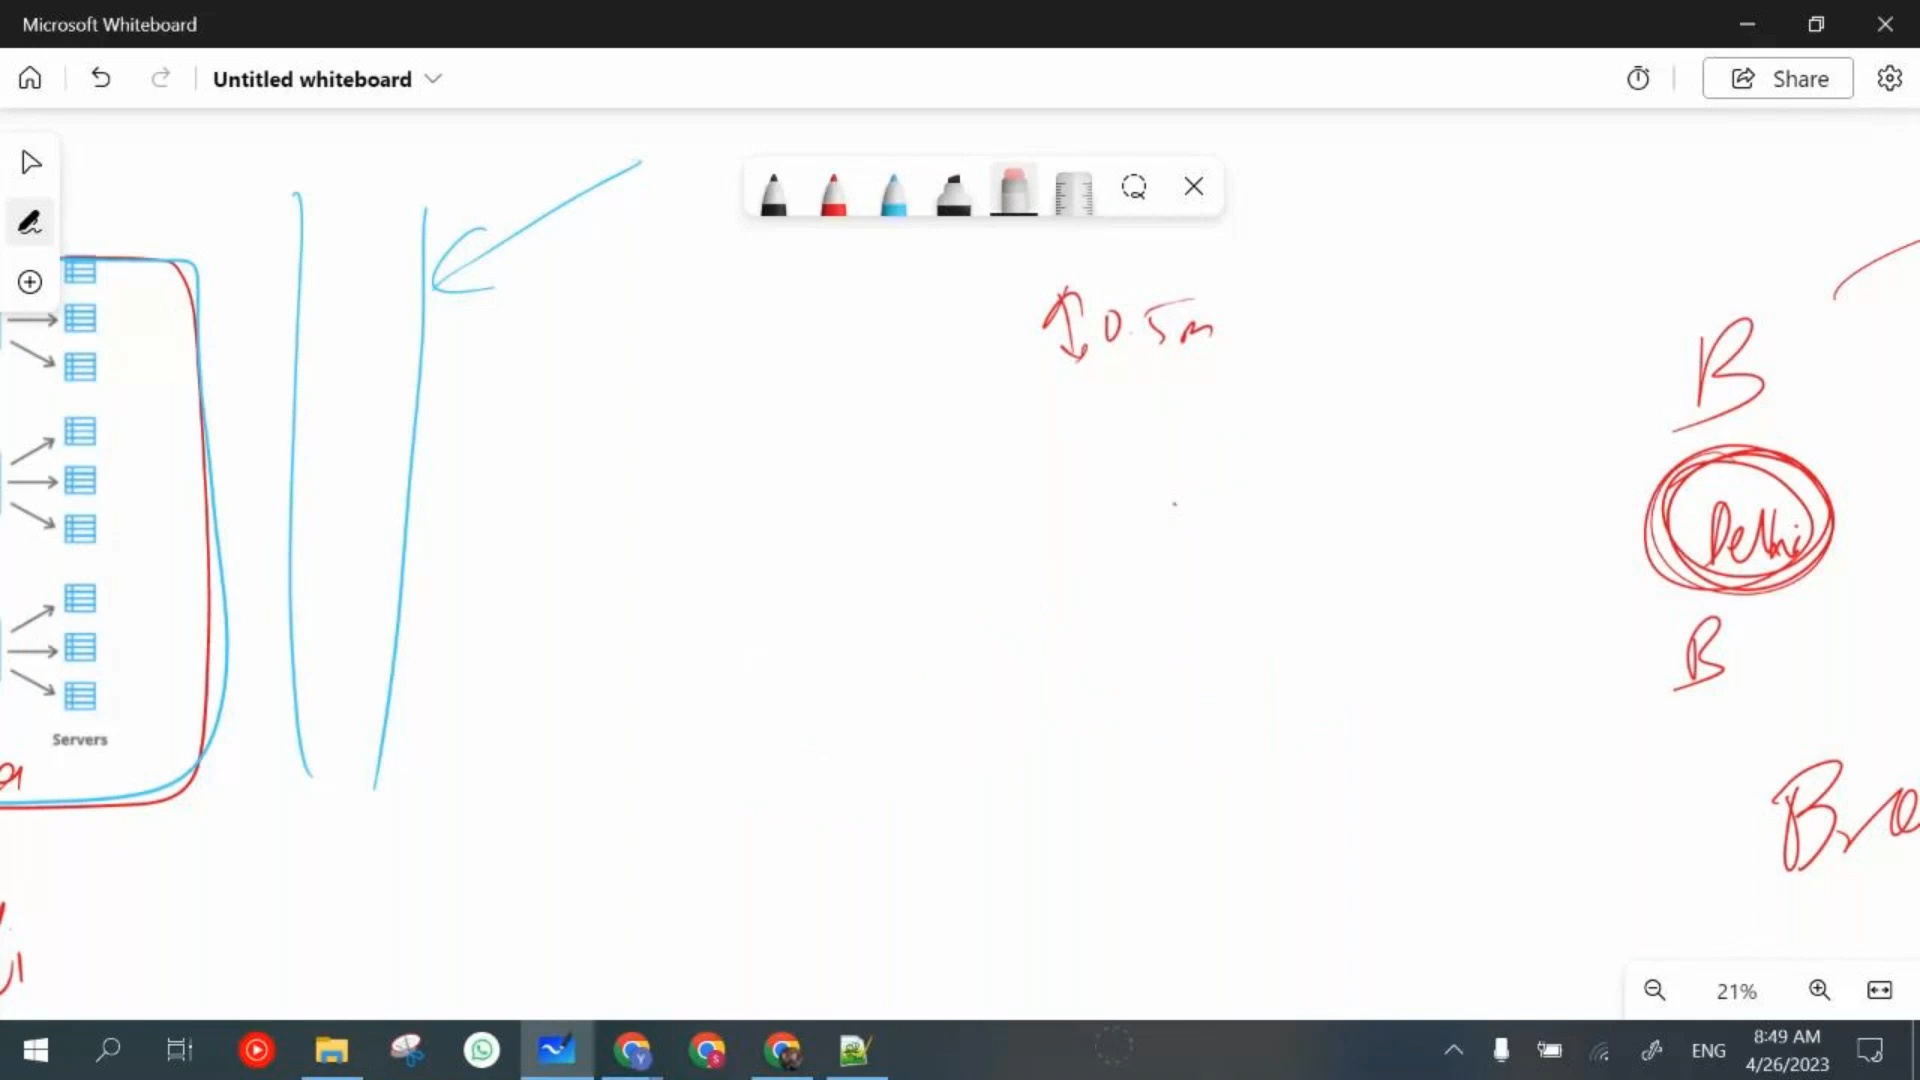 Microsoft Whiteboard
Untitled whiteboard
Share
0.5m
B
Delhi
B
Servers
21%
ENG
8:49 AM
4/26/2023